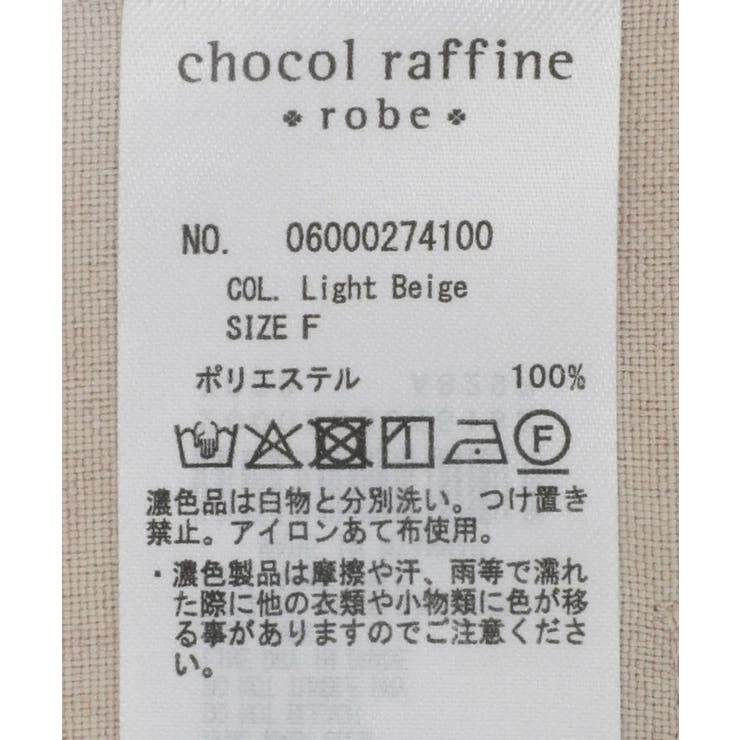 chocol raffine
robe
NO. 06000274100
COL. Light Beige
SIZE F
ポリエステル 100%
F
濃色品は白物と分別洗い。つけ置き
禁止。アイロンあて布使用。
・濃色製品は摩擦や汗、雨等で濡れ
た際に他の衣類や小物類に色が移
る事がありますのでご注意くださ
い。